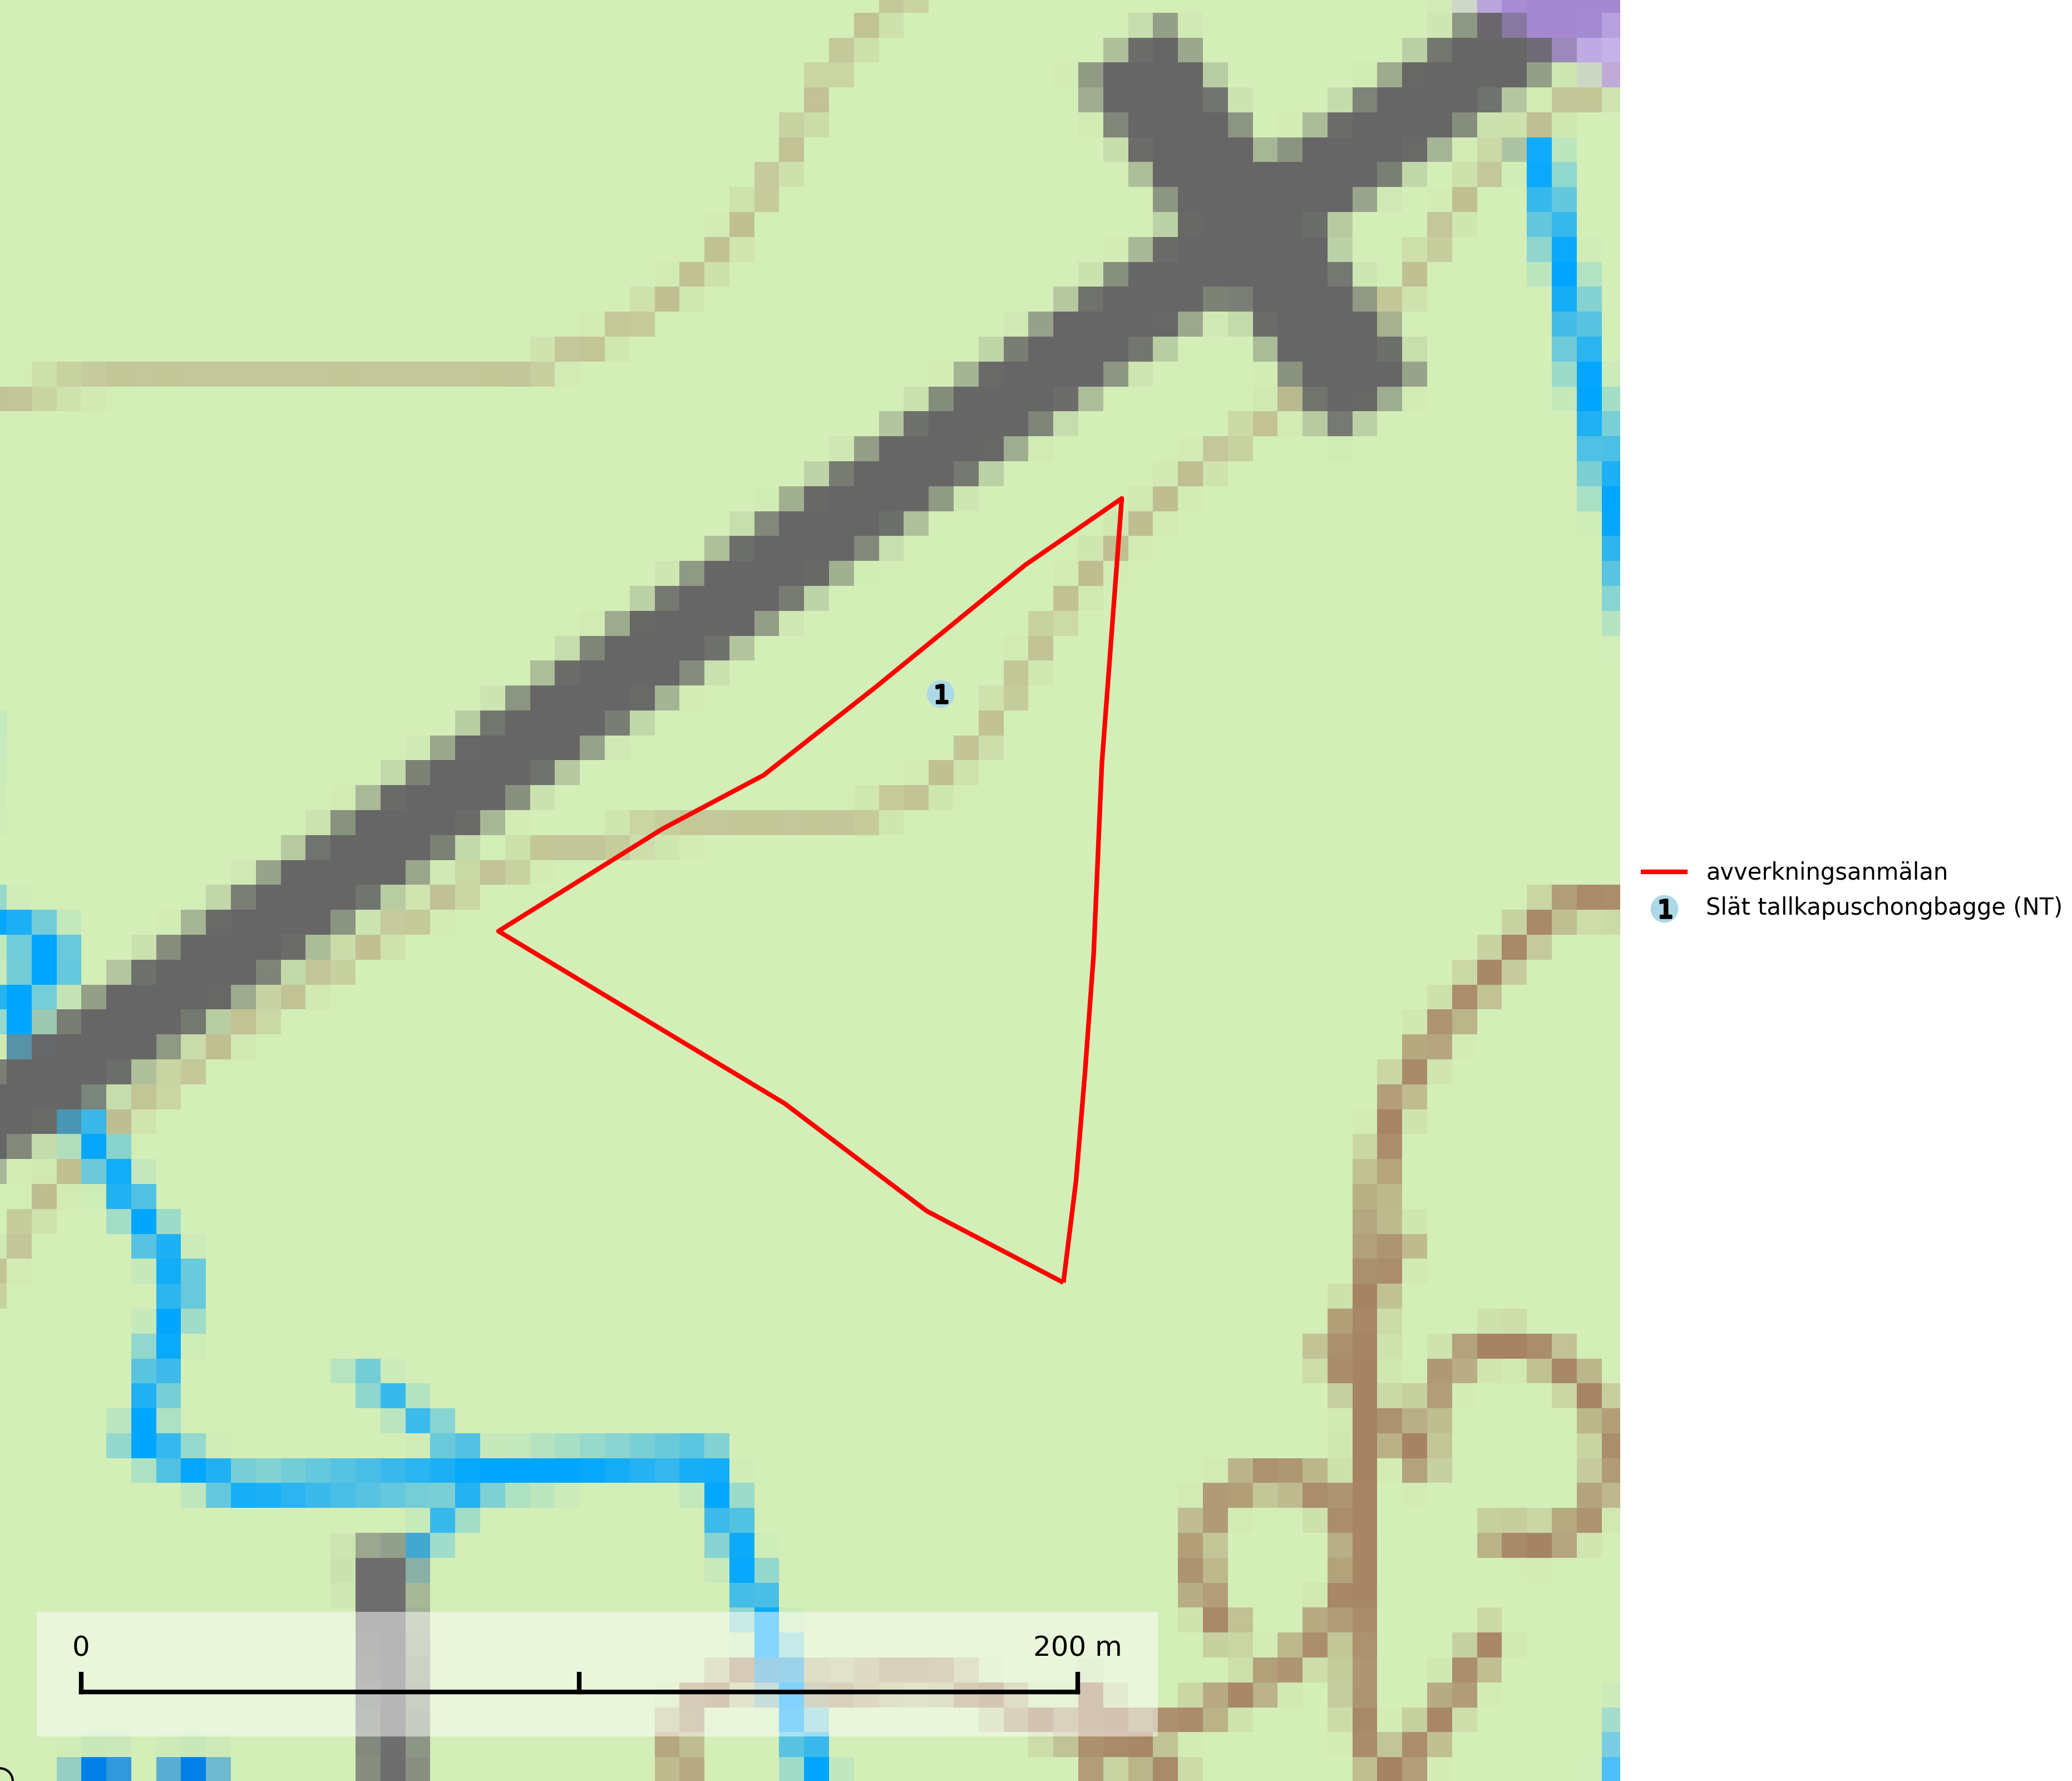 1
avverkningsanmälan
1 Slät tallkapuschongbagge (NT)
0 200 m